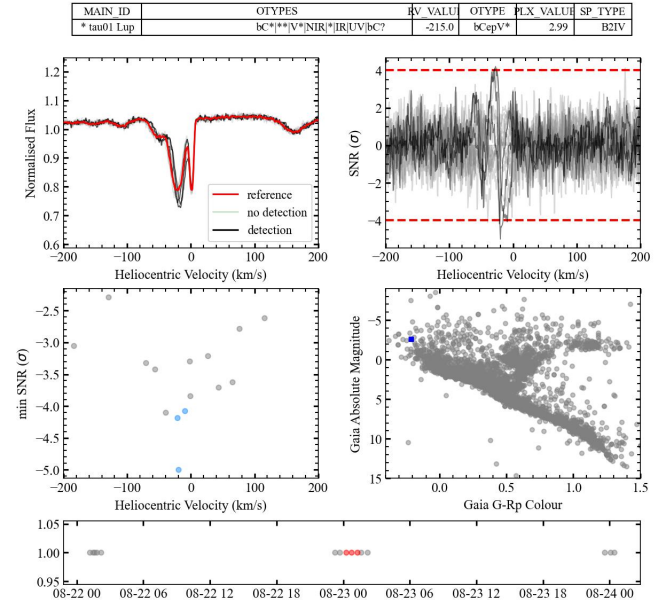 MAIN_ID OTYPES RV_VALUE OTYPE PLX_VALUE SP_TYPE
* tau01 Lup bC*|**|V*|NIR|*|IR|UV|bC? -215.0 bCepV* 2.99 B2IV
1.2
1.1
1.0
0.9
0.8
0.7
0.6
Normalised Flux
reference
no detection
detection
−200 −100 0 100 200
Heliocentric Velocity (km/s)
4
2
0
−2
−4
SNR (σ)
−200 −100 0 100 200
Heliocentric Velocity (km/s)
−2.5
−3.0
−3.5
−4.0
−4.5
−5.0
min SNR (σ)
−200 −100 0 100 200
Heliocentric Velocity (km/s)
−5
0
5
10
15
Gaia Absolute Magnitude
0.0 0.5 1.0 1.5
Gaia G-Rp Colour
1.05
1.00
0.95
08-22 00 08-22 06 08-22 12 08-22 18 08-23 00 08-23 06 08-23 12 08-23 18 08-24 00